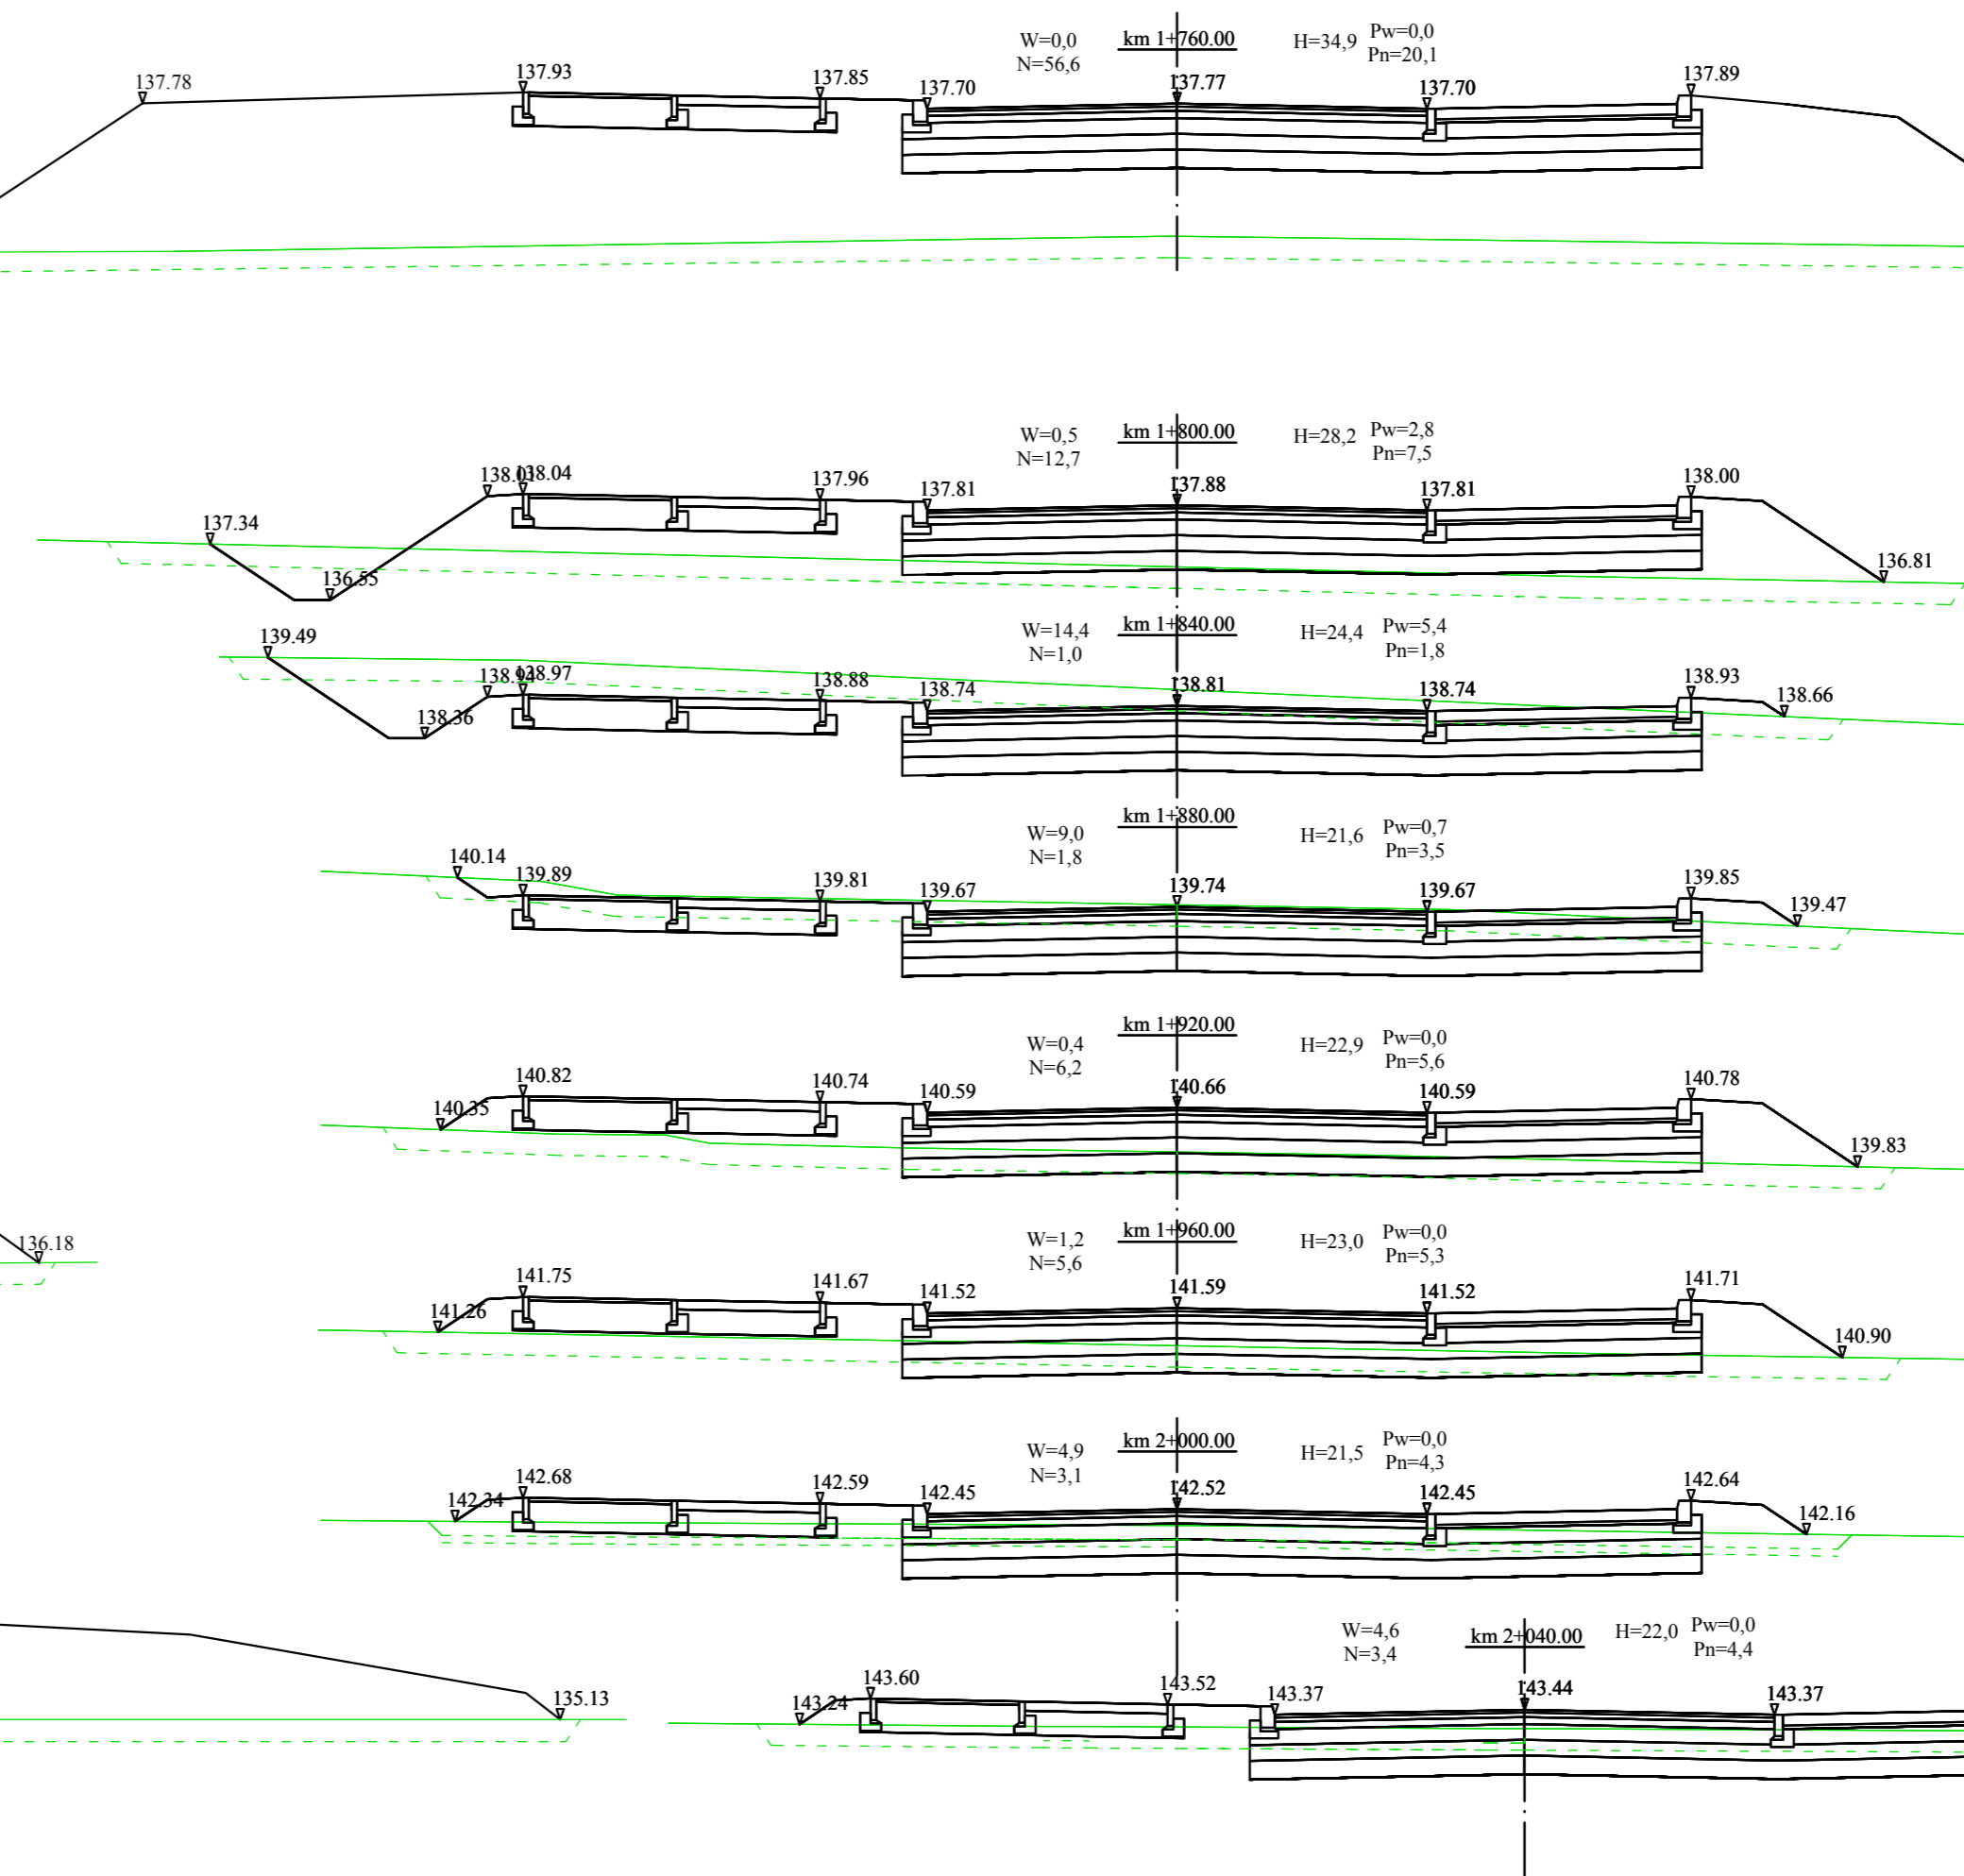 W=0,0 km 1+760.00 H=34,9 Pw=0,0
N=56,6 Pn=20,1
137.78 137.93 137.85 137.70 137.77 137.70 137.89
W=0,5 km 1+800.00 H=28,2 Pw=2,8
N=12,7 Pn=7,5
138.04 137.96 137.81 137.88 137.81 138.00
137.34 136.55 136.81
W=14,4 km 1+840.00 H=24,4 Pw=5,4
N=1,0 Pn=1,8
139.49 138.97 138.88 138.74 138.81 138.74 138.93 138.66
138.36
W=9,0 km 1+880.00 H=21,6 Pw=0,7
N=1,8 Pn=3,5
140.14 139.89 139.81 139.67 139.74 139.67 139.85 139.47
W=0,4 km 1+920.00 H=22,9 Pw=0,0
N=6,2 Pn=5,6
140.82 140.74 140.59 140.66 140.59 140.78
140.35 139.83
136.18 W=1,2 km 1+960.00 H=23,0 Pw=0,0
N=5,6 Pn=5,3
141.75 141.67 141.52 141.59 141.52 141.71
141.26 140.90
W=4,9 km 2+000.00 H=21,5 Pw=0,0
N=3,1 Pn=4,3
142.68 142.59 142.45 142.52 142.45 142.64
142.34 142.16
W=4,6 km 2+040.00 H=22,0 Pw=0,0
N=3,4 Pn=4,4
135.13 143.60 143.52 143.37 143.44 143.37
143.24